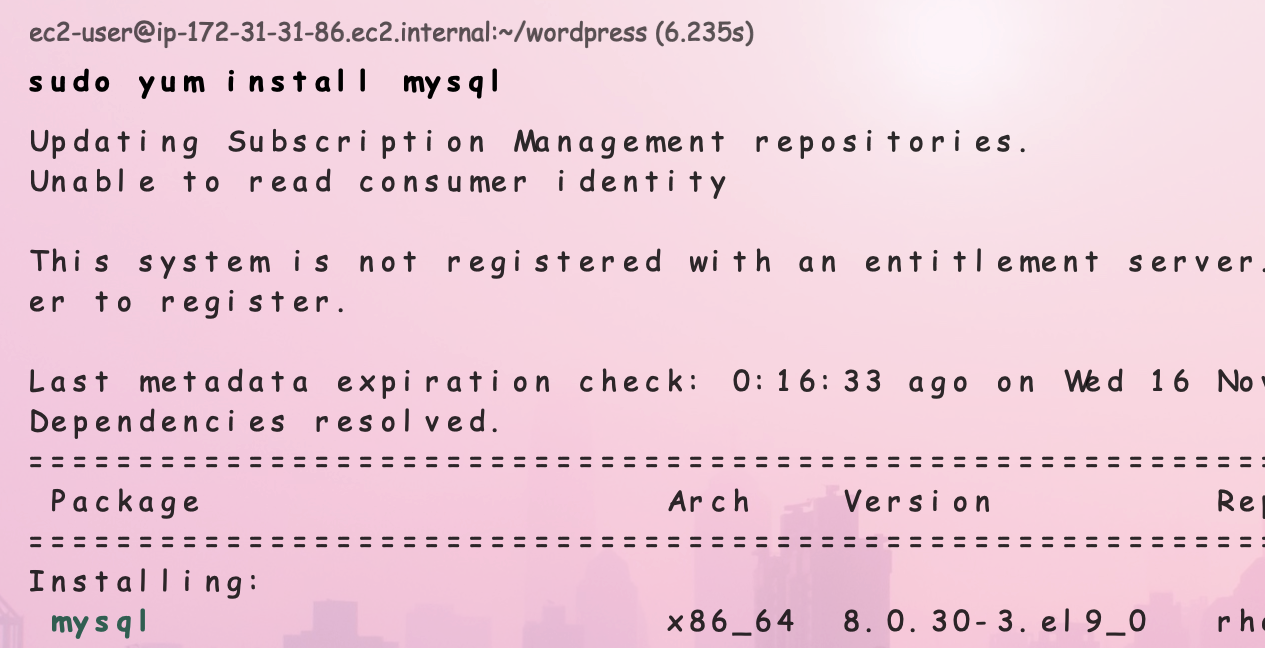 ec2-user@ip-172-31-31-86.ec2.internal:~/wordpress (6.235s)
sudo yum install mysql
Updating Subscription Management repositories.
Unable to read consumer identity
This system is not registered with an entitlement server.
er to register.
Last metadata expiration check: 0:16:33 ago on Wed 16 Nov
Dependencies resolved.
=========================================================
Package Arch Version Rep
=========================================================
Installing:
mysql x86_64 8.0.30-3.el9_0 rhe